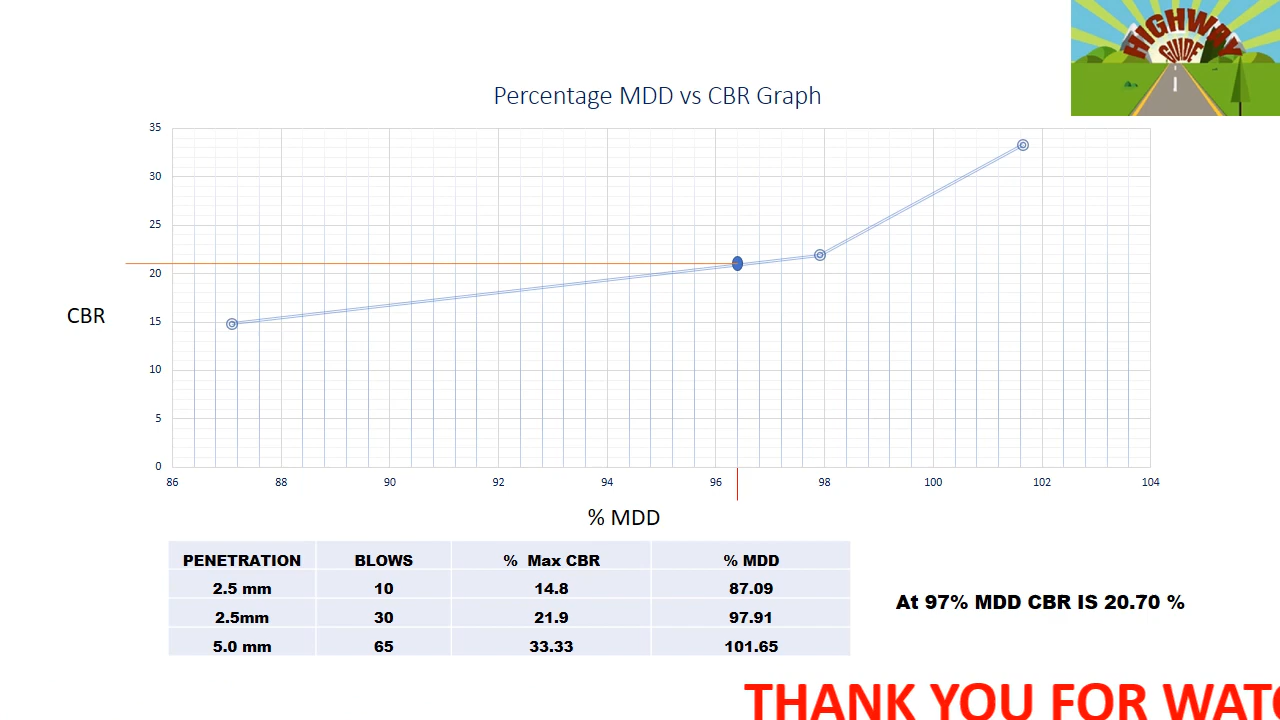 HIGHWAY
GUIDE
Percentage MDD vs CBR Graph
35
30
25
20
15
10
5
0
CBR
86 88 90 92 94 96 98 100 102 104
% MDD
PENETRATION BLOWS % Max CBR % MDD
2.5 mm 10 14.8 87.09
2.5mm 30 21.9 97.91
5.0 mm 65 33.33 101.65
At 97% MDD CBR IS 20.70 %
THANK YOU FOR WATC